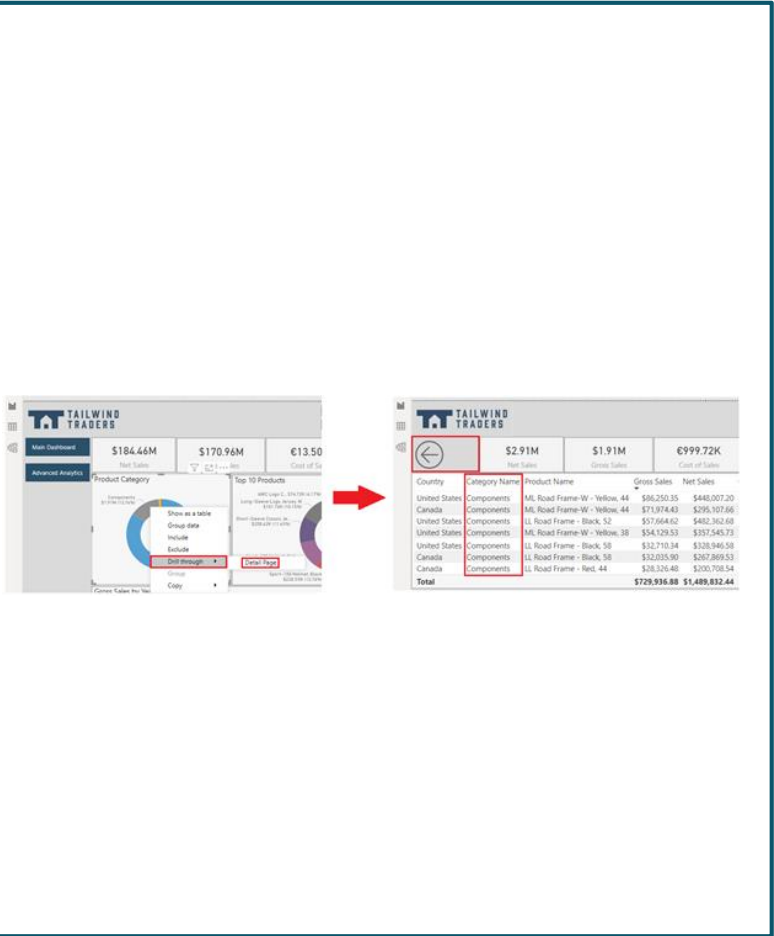 TAILWIND
TRADERS
Main Dashboard
Advanced Analytics
$184.46M
Net Sales
$170.96M
€13.50
Cost of Sa
Product Category
Components
Top 10 Products
Show as a table
Group data
Include
Exclude
Drill through
Detail Page
Group
Copy
Gross Sales by Ye
TAILWIND
TRADERS
$2.91M
Net Sales
$1.91M
Gross Sales
€999.72K
Cost of Sales
Country Category Name Product Name Gross Sales Net Sales
United States Components ML Road Frame-W - Yellow, 44 $86,250.35 $448,007.20
Canada Components ML Road Frame-W - Yellow, 44 $71,974.43 $295,107.66
United States Components LL Road Frame - Black, 52 $57,664.62 $482,362.68
United States Components ML Road Frame-W - Yellow, 38 $54,129.53 $357,545.73
United States Components LL Road Frame - Black, 58 $32,710.34 $328,946.58
Canada Components LL Road Frame - Black, 58 $32,035.90 $267,869.53
Canada Components LL Road Frame - Red, 44 $28,326.48 $200,708.54
Total $729,936.88 $1,489,832.44